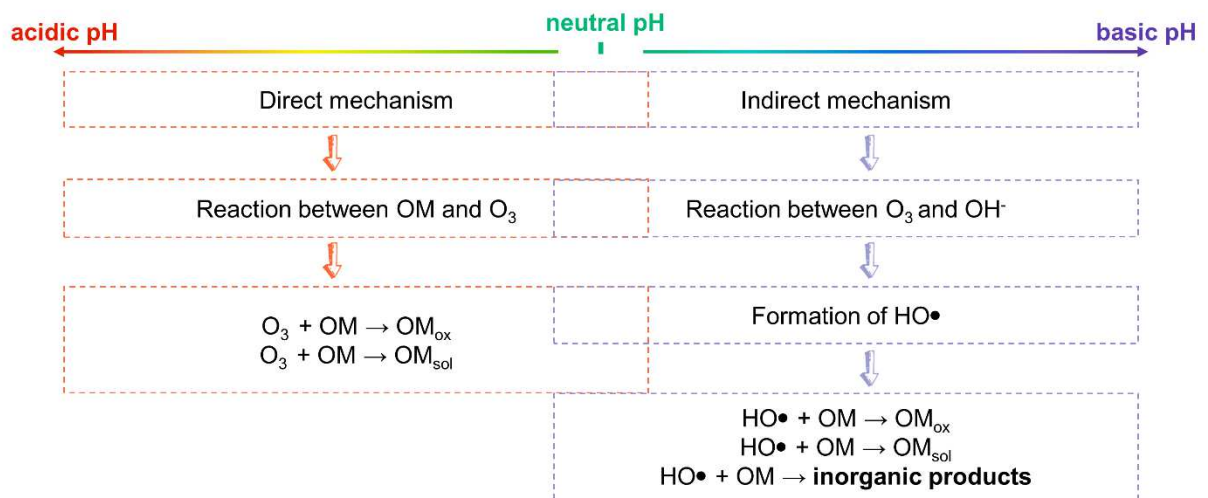 neutral pH
acidic pH
basic pH
Direct mechanism
Indirect mechanism
Reaction between OM and O₃
Reaction between O₃ and OH⁻
O₃ + OM → OMₒₓ
O₃ + OM → OMₛₒₗ
Formation of HO●
HO● + OM → OMₒₓ
HO● + OM → OMₛₒₗ
HO● + OM → inorganic products